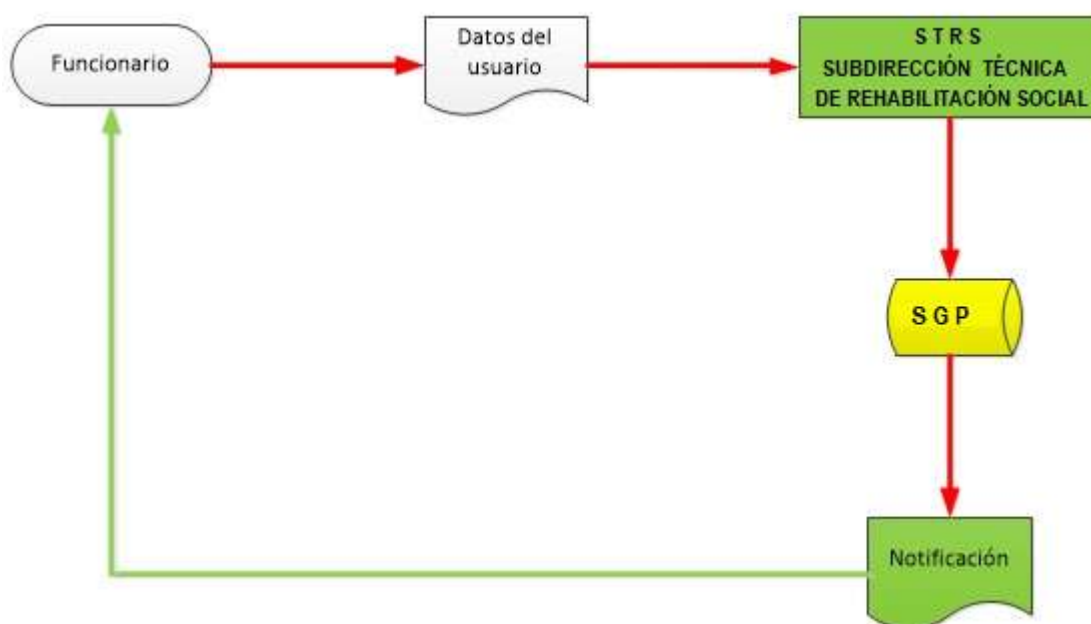 Funcionario
Datos del
usuario
S T R S
SUBDIRECCIÓN TÉCNICA
DE REHABILITACIÓN SOCIAL
S G P
Notificación